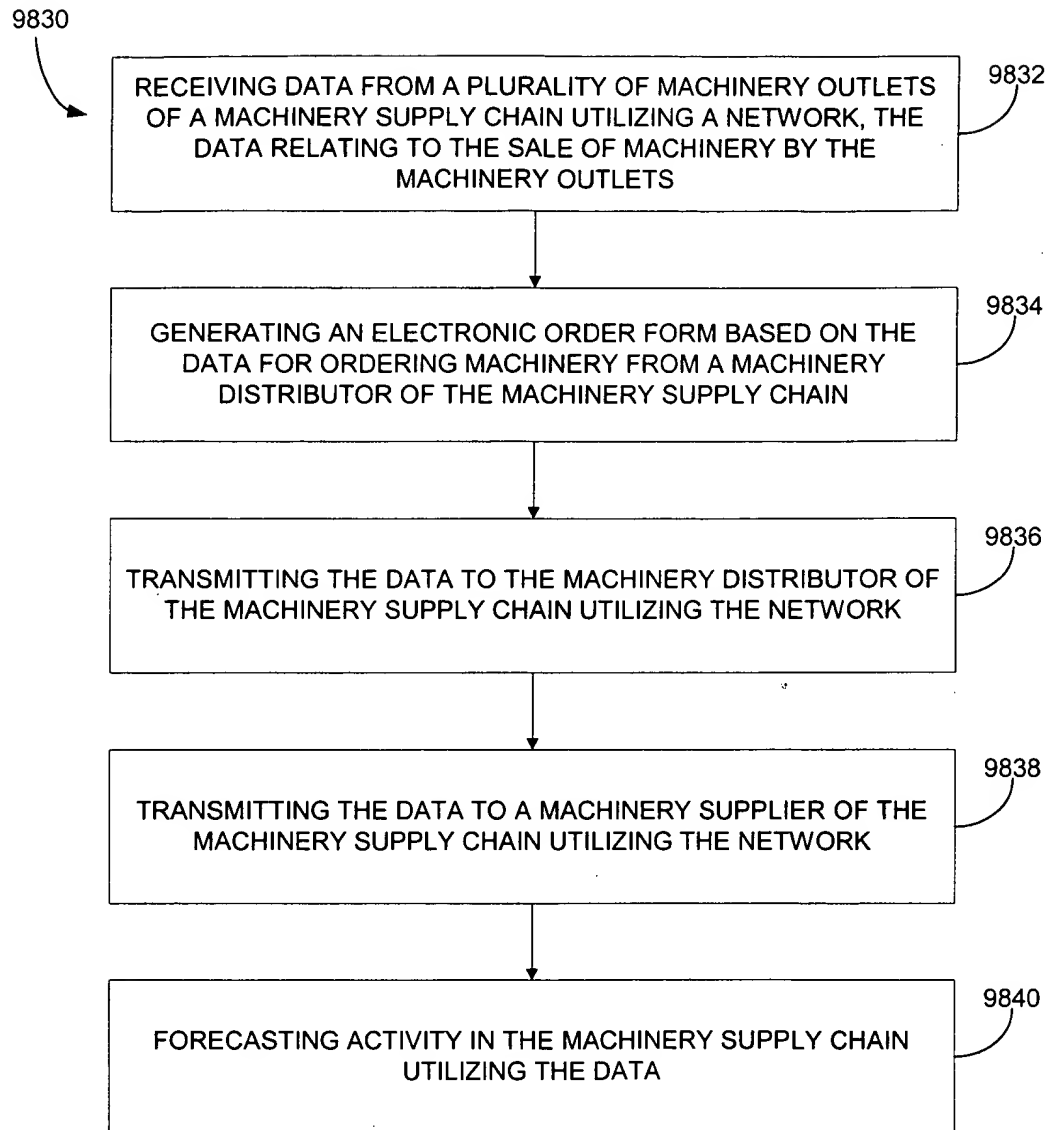 9830
RECEIVING DATA FROM A PLURALITY OF MACHINERY OUTLETS
OF A MACHINERY SUPPLY CHAIN UTILIZING A NETWORK, THE
DATA RELATING TO THE SALE OF MACHINERY BY THE
MACHINERY OUTLETS
9832
GENERATING AN ELECTRONIC ORDER FORM BASED ON THE
DATA FOR ORDERING MACHINERY FROM A MACHINERY
DISTRIBUTOR OF THE MACHINERY SUPPLY CHAIN
9834
TRANSMITTING THE DATA TO THE MACHINERY DISTRIBUTOR OF
THE MACHINERY SUPPLY CHAIN UTILIZING THE NETWORK
9836
TRANSMITTING THE DATA TO A MACHINERY SUPPLIER OF THE
MACHINERY SUPPLY CHAIN UTILIZING THE NETWORK
9838
FORECASTING ACTIVITY IN THE MACHINERY SUPPLY CHAIN
UTILIZING THE DATA
9840